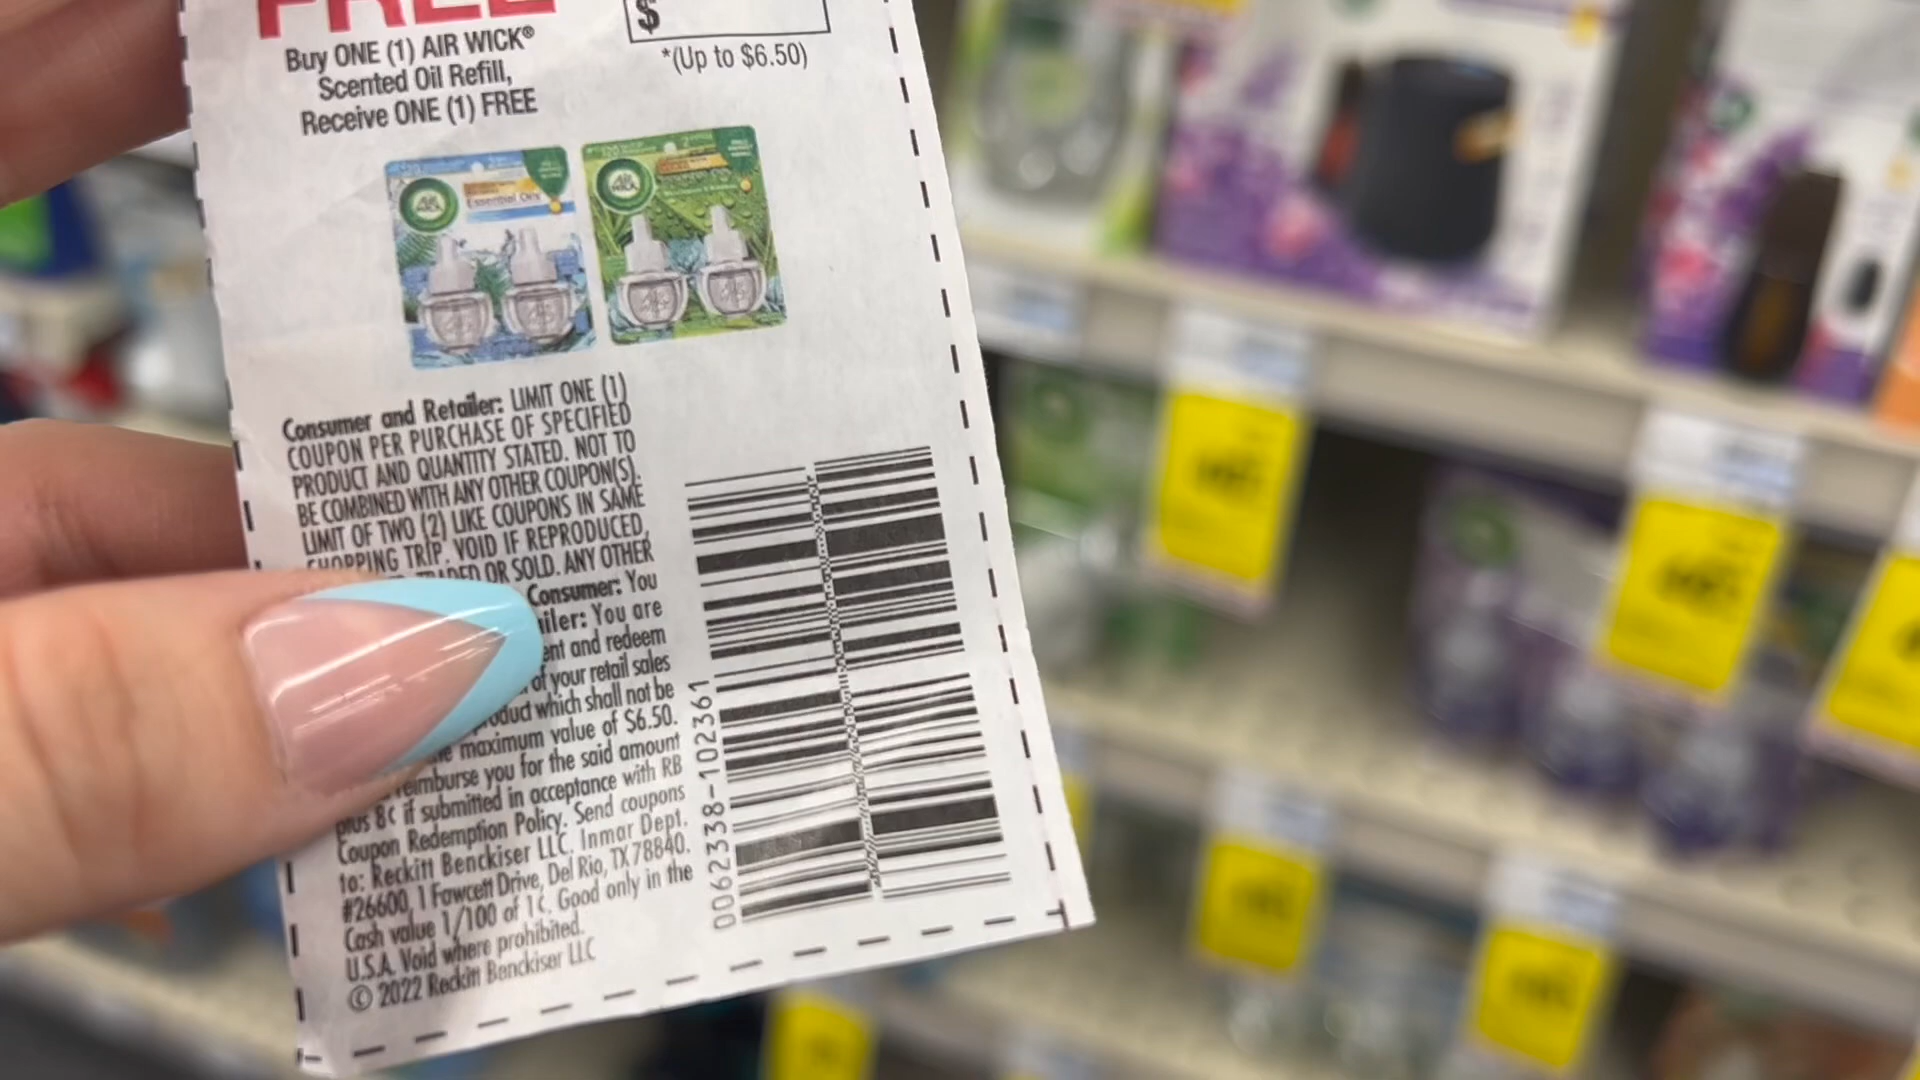 FREE
Buy ONE (1) AIR WICK®
Scented Oil Refill,
Receive ONE (1) FREE
$
*(Up to $6.50)
AIR WICK
Essential Oils
AIR WICK
Consumer and Retailer: LIMIT ONE (1)
COUPON PER PURCHASE OF SPECIFIED
PRODUCT AND QUANTITY STATED. NOT TO
BE COMBINED WITH ANY OTHER COUPON(S).
LIMIT OF TWO (2) LIKE COUPONS IN SAME
SHOPPING TRIP. VOID IF REPRODUCED,
OR SOLD. ANY OTHER
Consumer: You
You are
and redeem
of your retail sales
which shall not be
maximum value of $6.50.
you for the said amount
plus 8¢ if submitted in acceptance with RB
Coupon Redemption Policy. Send coupons
to: Reckitt Benckiser LLC. Inmar Dept.
#26600, 1 Fawcett Drive, Del Rio, TX 78840.
Cash value 1/100 of 1¢. Good only in the
U.S.A. Void where prohibited.
© 2022 Reckitt Benckiser LLC
0062338-102361